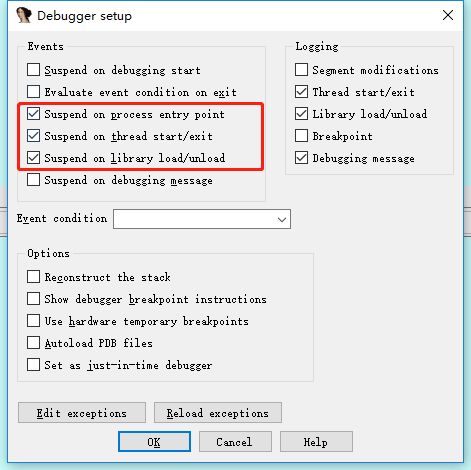 Debugger setup
Events
Suspend on debugging start
Evaluate event condition on exit
Suspend on process entry point
Suspend on thread start/exit
Suspend on library load/unload
Suspend on debugging message
Logging
Segment modifications
Thread start/exit
Library load/unload
Breakpoint
Debugging message
Event condition
Options
Reconstruct the stack
Show debugger breakpoint instructions
Use hardware temporary breakpoints
Autoload PDB files
Set as just-in-time debugger
Edit exceptions
Reload exceptions
OK
Cancel
Help